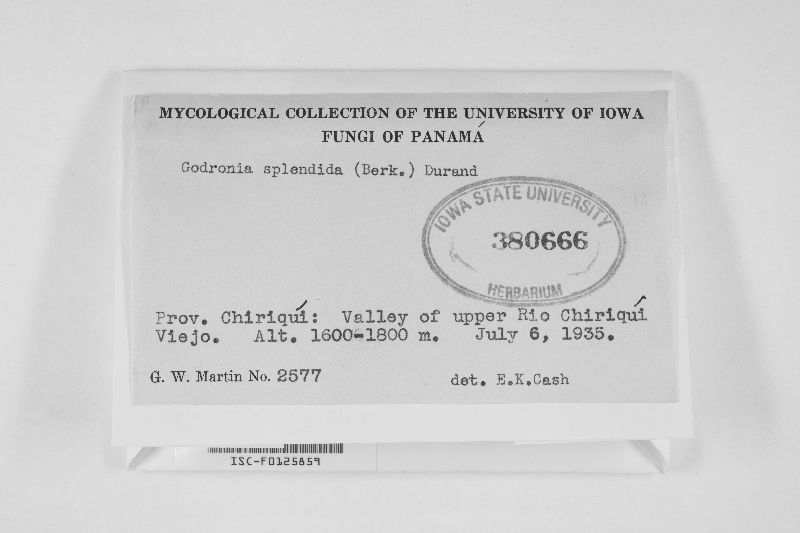 MYCOLOGICAL COLLECTION OF THE UNIVERSITY OF IOWA
FUNGI OF PANAMÁ
Godronia splendida (Berk.) Durand
IOWA STATE UNIVERSITY
380666
HERBARIUM
Prov. Chiriquí: Valley of upper Rio Chiriquí
Viejo. Alt. 1600-1800 m. July 6, 1935.
G. W. Martin No. 2577
det. E.K.Cash
ISC-F0125859